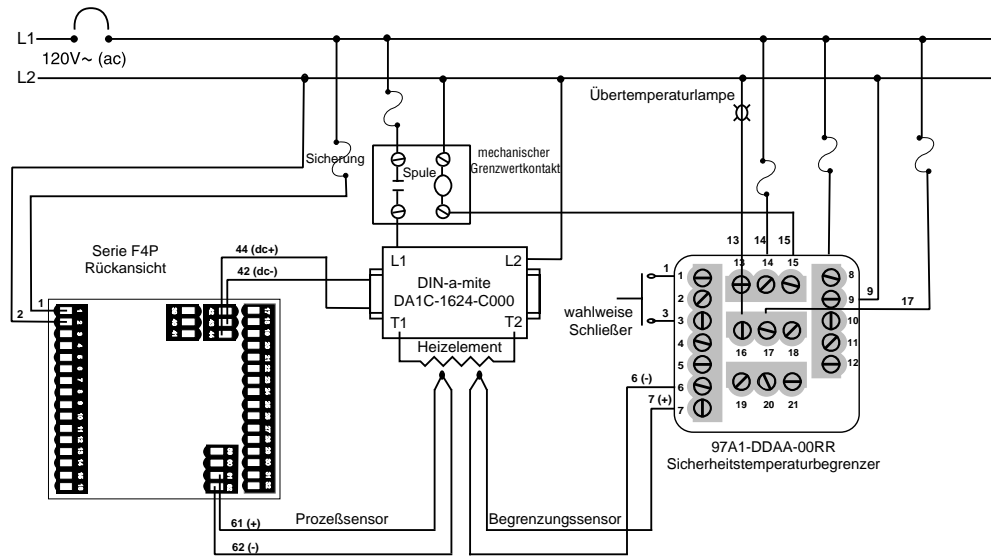 L1
120V~ (ac)
L2
Übertemperaturlampe
Sicherung
Spule
mechanischer
Grenzwertkontakt
Serie F4P
Rückansicht
44 (dc+)
42 (dc-)
L1
L2
DIN-a-mite
DA1C-1624-C000
T1
T2
Heizelement
1
2
wahlweise
Schließer
1
3
13
14
15
13
14
15
1
2
3
4
5
6
7
8
9
10
11
12
9
17
16
17
18
19
20
21
6 (-)
7 (+)
97A1-DDAA-00RR
Sicherheitstemperaturbegrenzer
61 (+)
Prozeßsensor
Begrenzungssensor
62 (-)